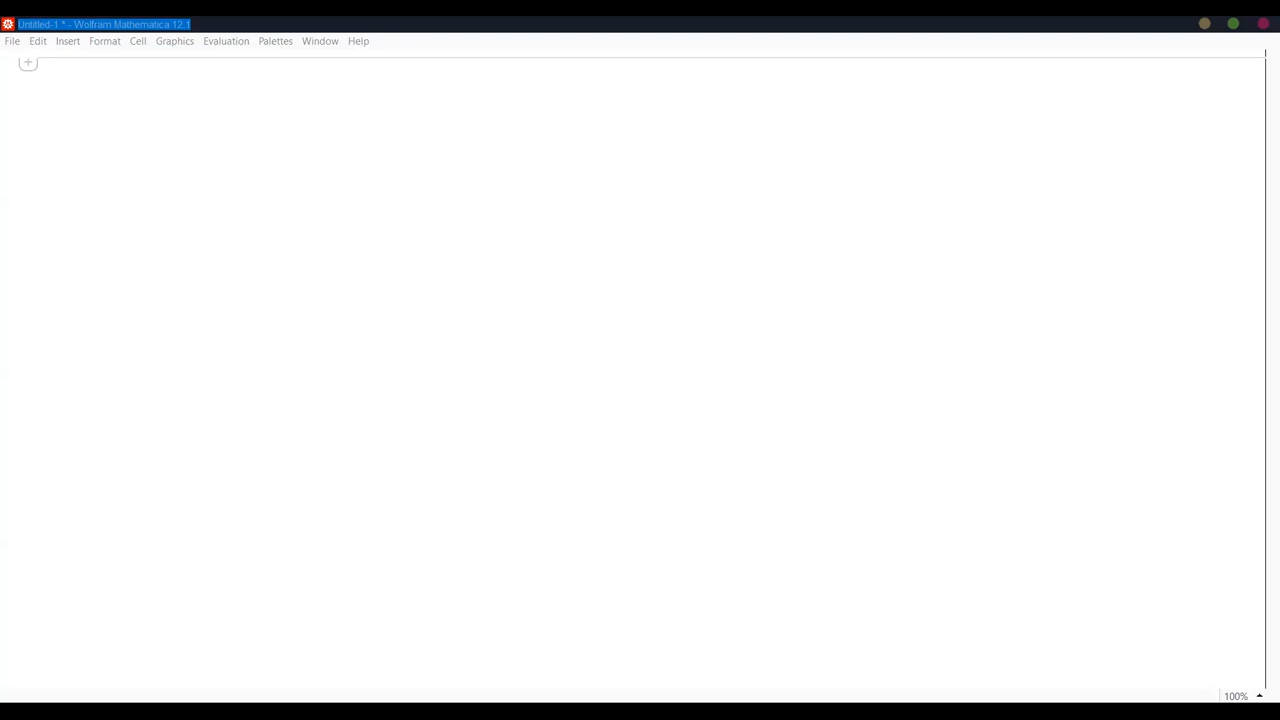 Untitled-1 * - Wolfram Mathematica 12.1
File Edit Insert Format Cell Graphics Evaluation Palettes Window Help
+
100%